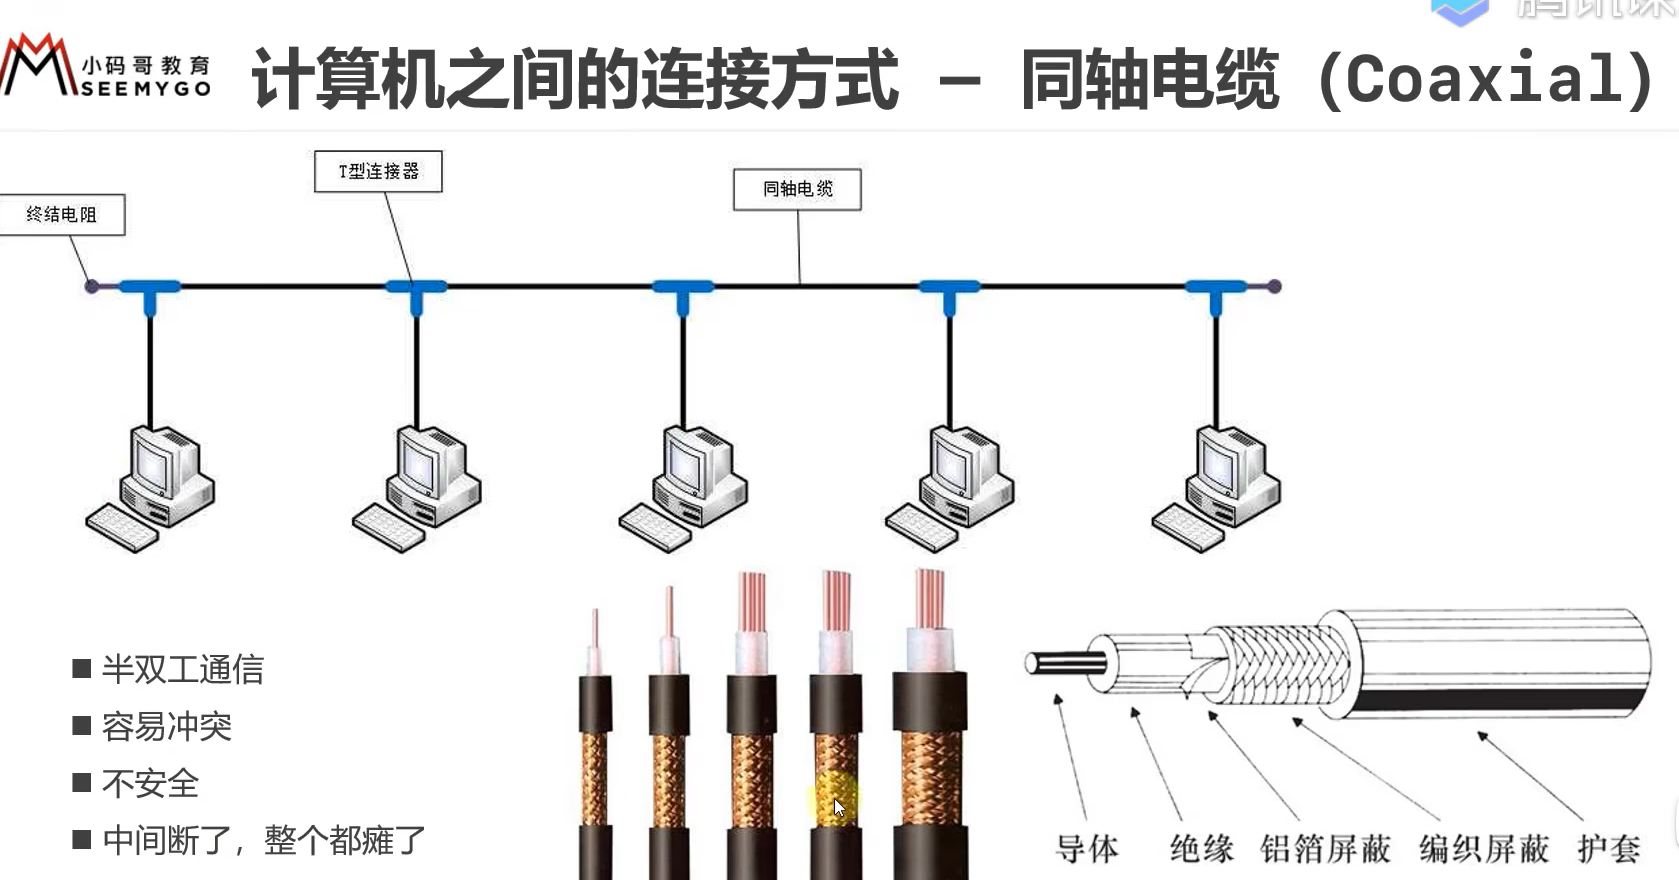 腾讯课
小码哥教育
SEEMYGO
计算机之间的连接方式 － 同轴电缆（Coaxial）
T型连接器
同轴电缆
终结电阻
■ 半双工通信
■ 容易冲突
■ 不安全
■ 中间断了，整个都瘫了
导体 绝缘 铝箔屏蔽 编织屏蔽 护套